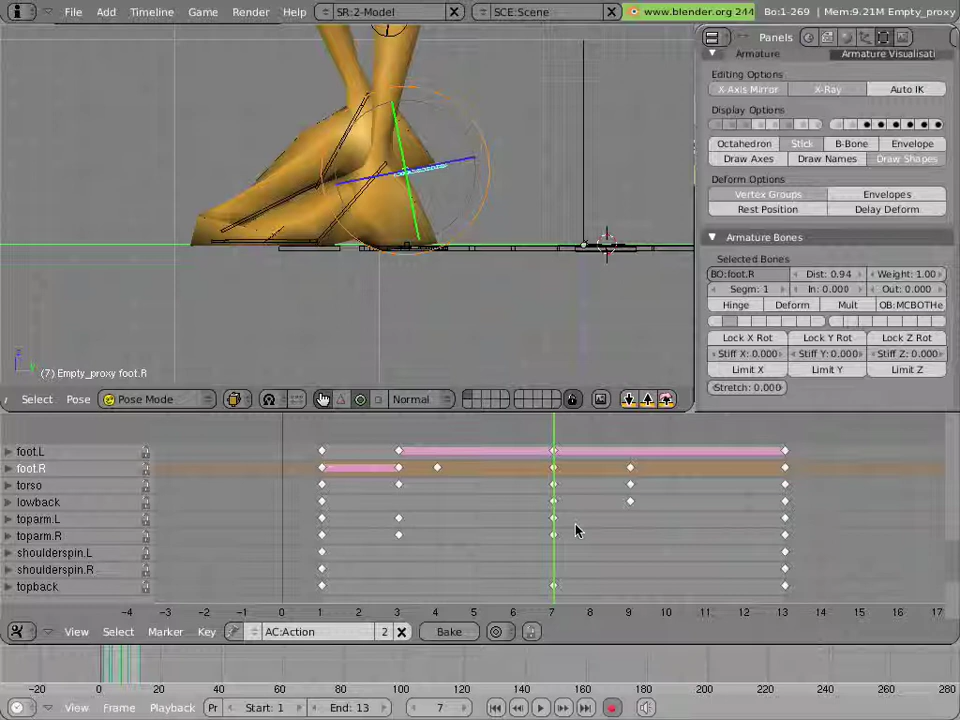 Add Timeline Game Render Help SR:2-Model SCE:Scene www.blender.org 244 Bo:1-269 | Mem:9.21M Empty_proxy
Panels
Armature Armature Visualisati
Editing Options
X-Axis Mirror X-Ray Auto IK
Display Options
Octahedron Stick B-Bone Envelope
Draw Axes Draw Names Draw Shapes
Deform Options
Vertex Groups Envelopes
Rest Position Delay Deform
Armature Bones
Selected Bones
BO:foot.R Dist: 0.94 Weight: 1.00
Segm: 1 In: 0.000 Out: 0.000
Hinge Deform Mult OB:MCBOTHe
Lock X Rot Lock Y Rot Lock Z Rot
Stiff X: 0.000 Stiff Y: 0.000 Stiff Z: 0.000
Limit X Limit Y Limit Z
Stretch: 0.000
(7) Empty_proxy foot.R
Select Pose Pose Mode Normal
foot.L
foot.R
torso
lowback
toparm.L
toparm.R
shoulderspin.L
shoulderspin.R
topback
-4 -3 -2 -1 0 1 2 3 4 5 6 7 8 9 10 11 12 13 14 15 16 17
View Select Marker Key AC:Action 2 Bake
-20 0 20 40 60 80 100 120 140 160 180 200 220 240 260 280
View Frame Playback Pr Start: 1 End: 13 7